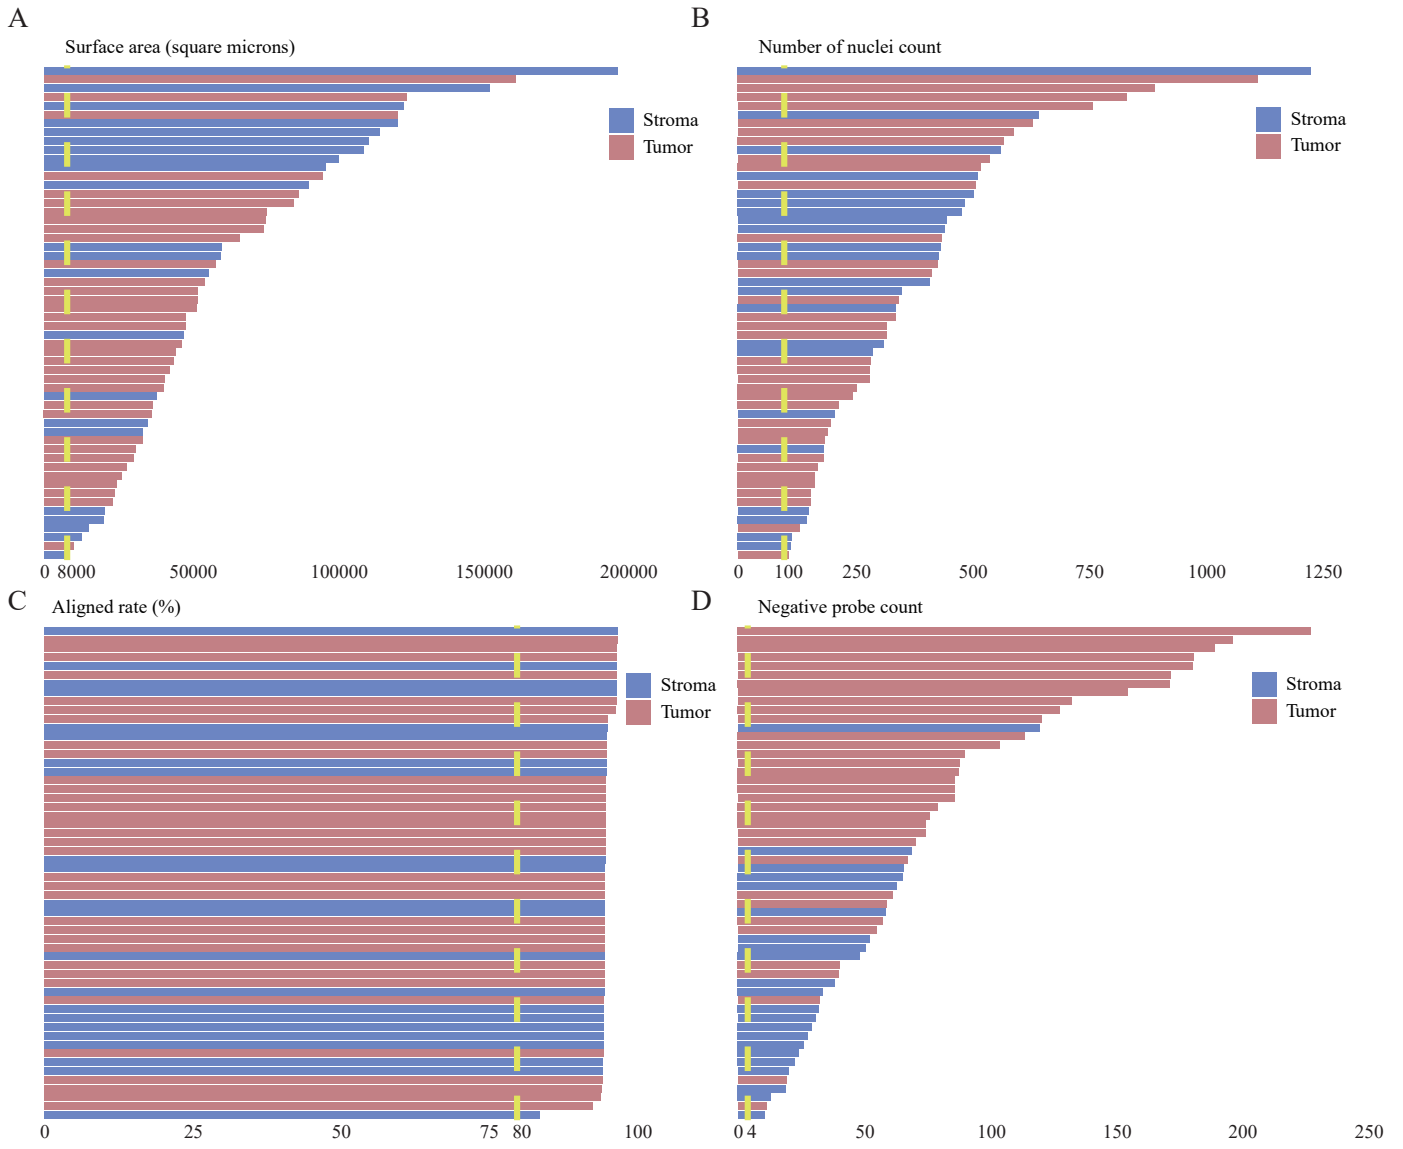 A
B
Surface area (square microns)
Number of nuclei count
Stroma
Tumor
Stroma
Tumor
0 8000 50000 100000 150000 200000
0 100 250 500 750 1000 1250
C
D
Aligned rate (%)
Negative probe count
Stroma
Tumor
Stroma
Tumor
0 25 50 75 80 100
0 4 50 100 150 200 250